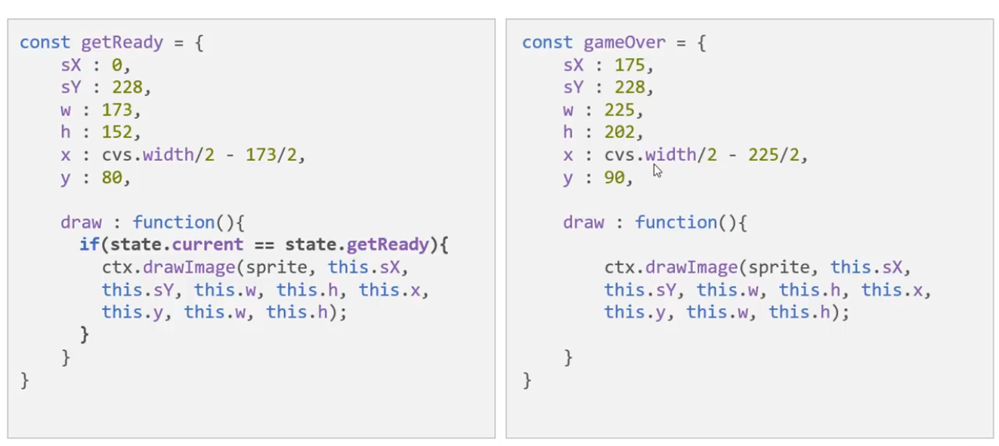 const getReady = {
    sX : 0,
    sY : 228,
    w : 173,
    h : 152,
    x : cvs.width/2 - 173/2,
    y : 80,

    draw : function(){
      if(state.current == state.getReady){
        ctx.drawImage(sprite, this.sX,
        this.sY, this.w, this.h, this.x,
        this.y, this.w, this.h);
      }
    }
}
const gameOver = {
    sX : 175,
    sY : 228,
    w : 225,
    h : 202,
    x : cvs.width/2 - 225/2,
    y : 90,

    draw : function(){

        ctx.drawImage(sprite, this.sX,
        this.sY, this.w, this.h, this.x,
        this.y, this.w, this.h);

    }
}